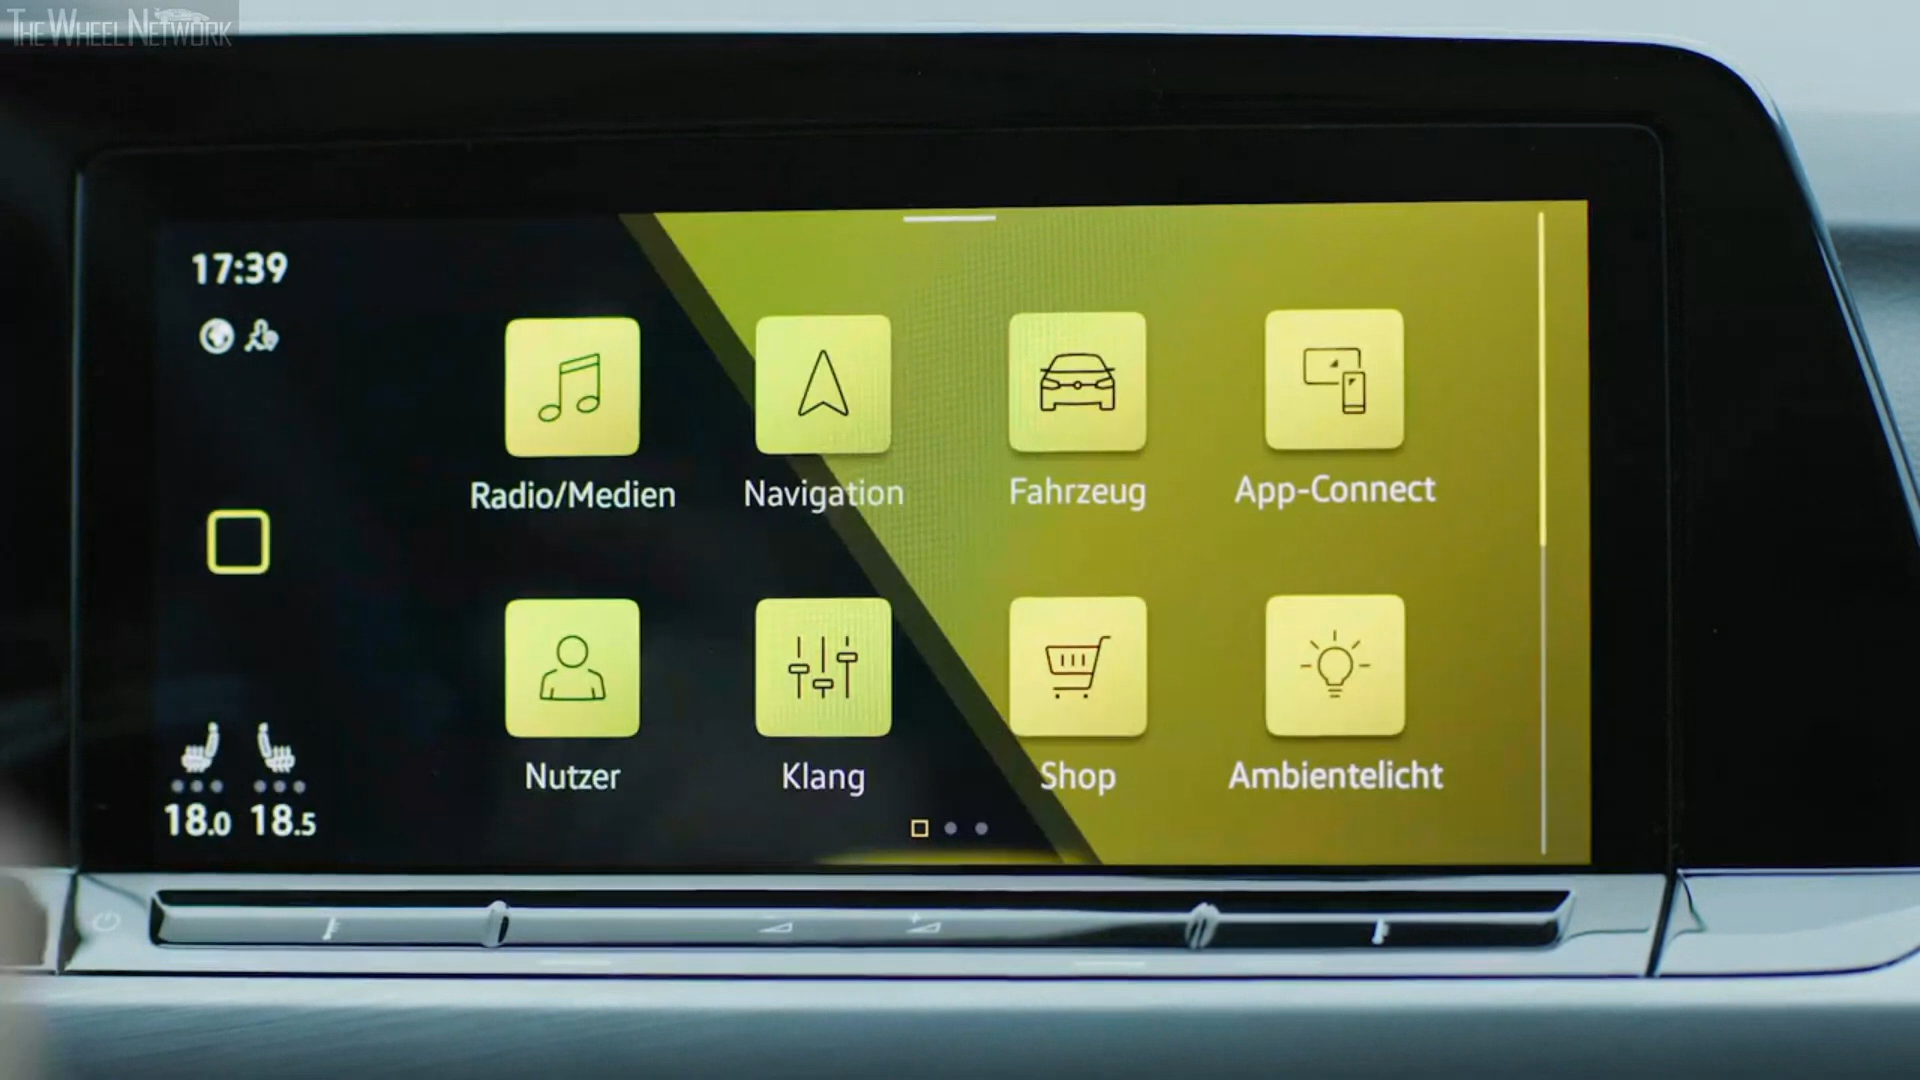 THE WHEEL NETWORK
17:39
Radio/Medien
Navigation
Fahrzeug
App-Connect
Nutzer
Klang
Shop
Ambientelicht
18.0 18.5